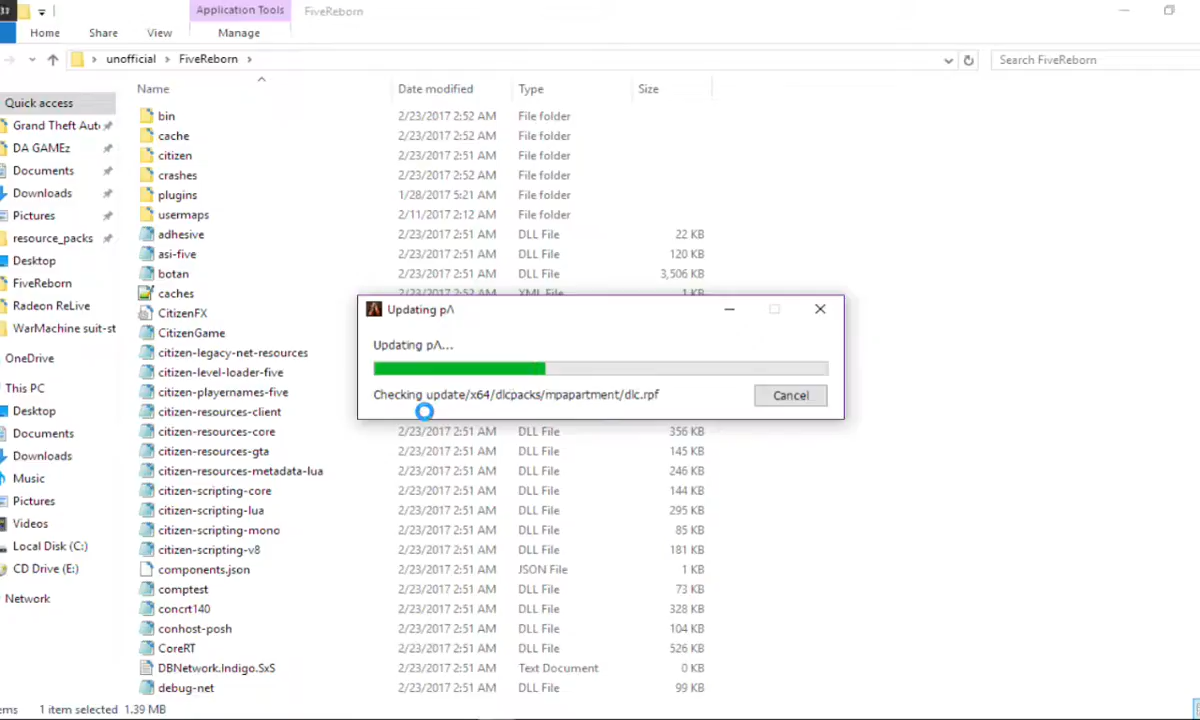 Application Tools FiveReborn
Home Share View Manage
unofficial FiveReborn Search FiveReborn
Name Date modified Type Size
Quick access
Grand Theft Aut
DA GAMEz
Documents
Downloads
Pictures
resource_packs
Desktop
FiveReborn
Radeon ReLive
WarMachine suit-st
OneDrive
This PC
Desktop
Documents
Downloads
Music
Pictures
Videos
Local Disk (C:)
CD Drive (E:)
Network
bin 2/23/2017 2:52 AM File folder
cache 2/23/2017 2:52 AM File folder
citizen 2/23/2017 2:51 AM File folder
crashes 2/23/2017 2:52 AM File folder
plugins 1/28/2017 5:21 AM File folder
usermaps 2/11/2017 2:12 AM File folder
adhesive 2/23/2017 2:51 AM DLL File 22 KB
asi-five 2/23/2017 2:51 AM DLL File 120 KB
botan 2/23/2017 2:51 AM DLL File 3,506 KB
caches 2/23/2017 2:52 AM XML File 1 KB
CitizenFX
CitizenGame
citizen-legacy-net-resources
citizen-level-loader-five
citizen-playernames-five
citizen-resources-client
citizen-resources-core 2/23/2017 2:51 AM DLL File 356 KB
citizen-resources-gta 2/23/2017 2:51 AM DLL File 145 KB
citizen-resources-metadata-lua 2/23/2017 2:51 AM DLL File 246 KB
citizen-scripting-core 2/23/2017 2:51 AM DLL File 144 KB
citizen-scripting-lua 2/23/2017 2:51 AM DLL File 295 KB
citizen-scripting-mono 2/23/2017 2:51 AM DLL File 85 KB
citizen-scripting-v8 2/23/2017 2:51 AM DLL File 181 KB
components.json 2/23/2017 2:51 AM JSON File 1 KB
comptest 2/23/2017 2:51 AM DLL File 73 KB
concrt140 2/23/2017 2:51 AM DLL File 328 KB
conhost-posh 2/23/2017 2:51 AM DLL File 104 KB
CoreRT 2/23/2017 2:51 AM DLL File 526 KB
DBNetwork.Indigo.SxS 2/23/2017 2:51 AM Text Document 0 KB
debug-net 2/23/2017 2:51 AM DLL File 99 KB
Updating pΛ
Updating pΛ...
Checking update/x64/dlcpacks/mpapartment/dlc.rpf
Cancel
1 item selected 1.39 MB